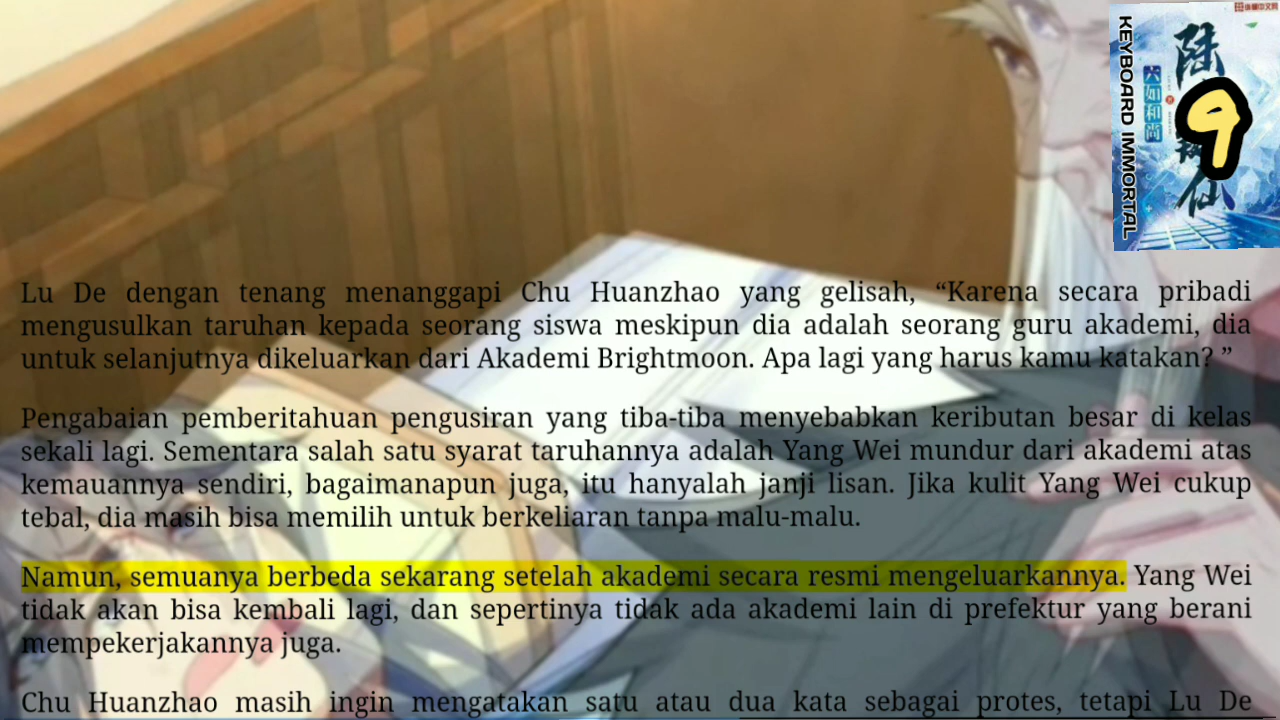 Lu De dengan tenang menanggapi Chu Huanzhao yang gelisah, “Karena secara pribadi
mengusulkan taruhan kepada seorang siswa meskipun dia adalah seorang guru akademi, dia
untuk selanjutnya dikeluarkan dari Akademi Brightmoon. Apa lagi yang harus kamu katakan? ”
Pengabaian pemberitahuan pengusiran yang tiba-tiba menyebabkan keributan besar di kelas
sekali lagi. Sementara salah satu syarat taruhannya adalah Yang Wei mundur dari akademi atas
kemauannya sendiri, bagaimanapun juga, itu hanyalah janji lisan. Jika kulit Yang Wei cukup
tebal, dia masih bisa memilih untuk berkeliaran tanpa malu-malu.
Namun, semuanya berbeda sekarang setelah akademi secara resmi mengeluarkannya. Yang Wei
tidak akan bisa kembali lagi, dan sepertinya tidak ada akademi lain di prefektur yang berani
mempekerjakannya juga.
Chu Huanzhao masih ingin mengatakan satu atau dua kata sebagai protes, tetapi Lu De
KEYBOARD IMMORTAL
陆
仙
六如和尚
9